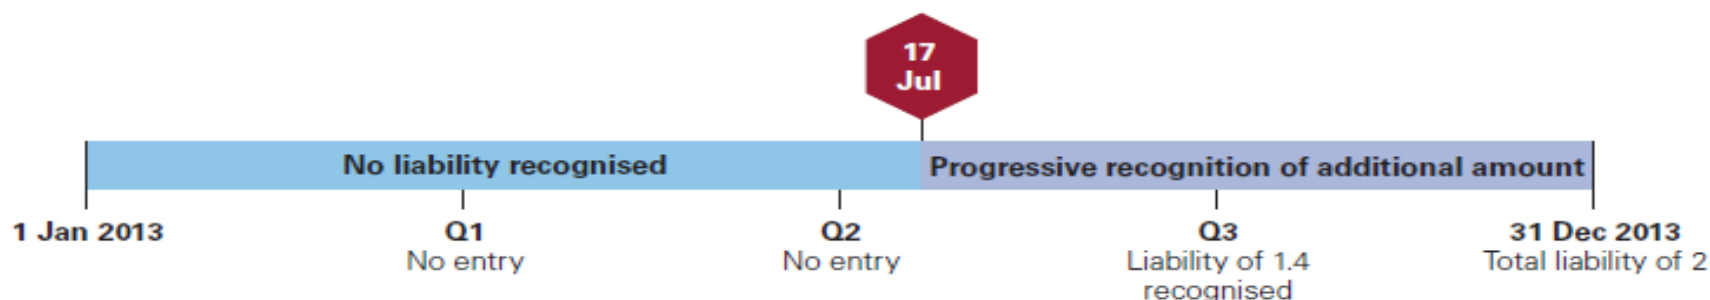 17
Jul
No liability recognised
Progressive recognition of additional amount
1 Jan 2013
Q1
No entry
Q2
No entry
Q3
Liability of 1.4
recognised
31 Dec 2013
Total liability of 2